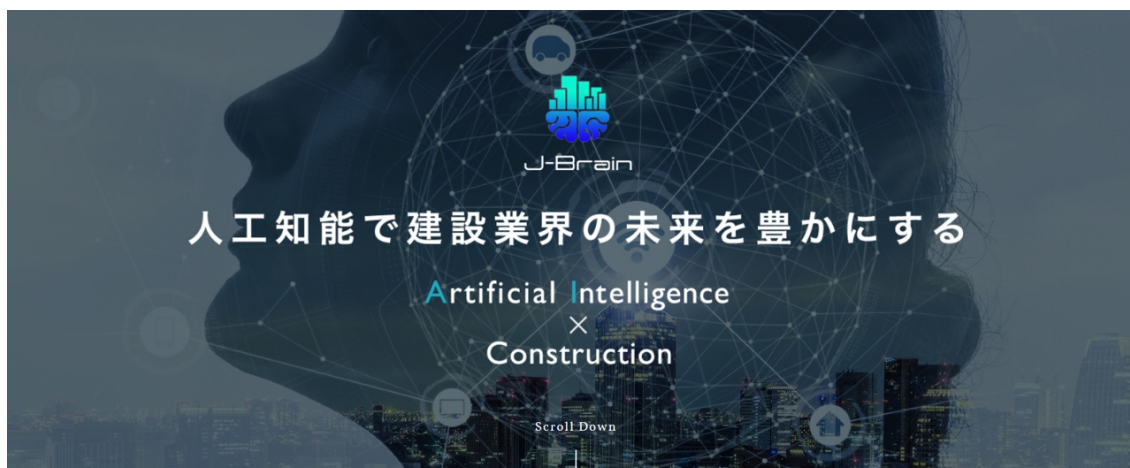 J-Brain
人工知能で建設業界の未来を豊かにする
Artificial Intelligence
×
Construction
Scroll Down